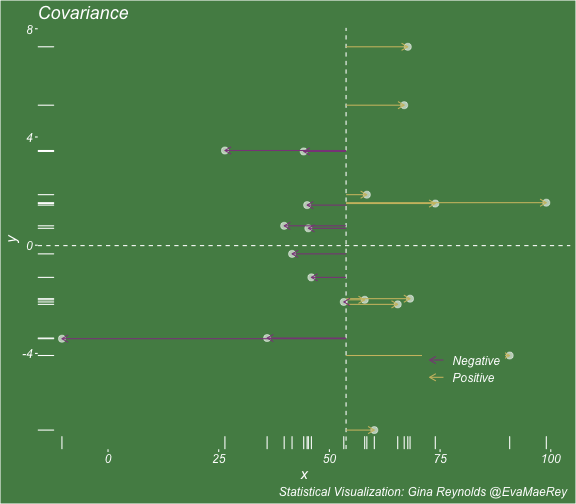 Covariance
8
4
0
-4
y
Negative
Positive
0
25
50
75
100
x
Statistical Visualization: Gina Reynolds @EvaMaeRey